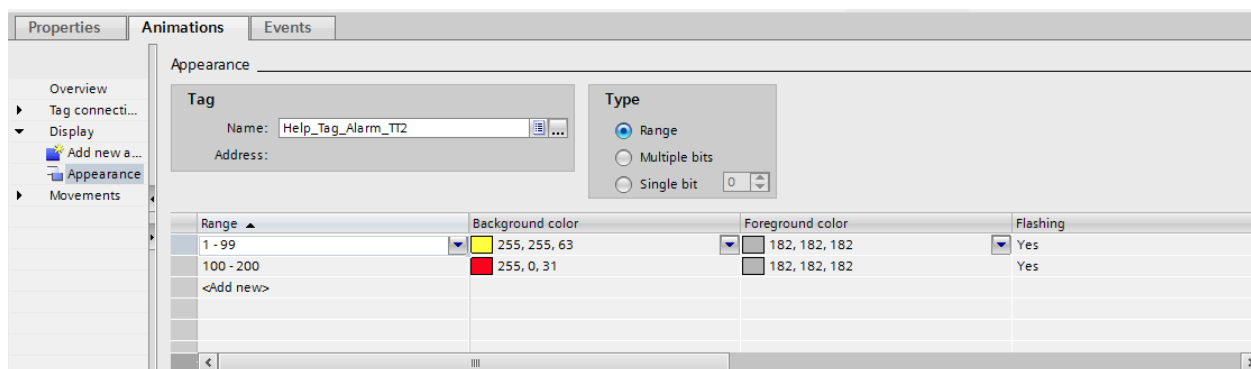 Properties Animations Events
Appearance
Overview
Tag connecti...
Display
Add new a...
Appearance
Movements
Tag
Name: Help_Tag_Alarm_TT2 ...
Address:
Type
Range
Multiple bits
Single bit 0
Range Background color Foreground color Flashing
1 - 99 255, 255, 63 182, 182, 182 Yes
100 - 200 255, 0, 31 182, 182, 182 Yes
<Add new>